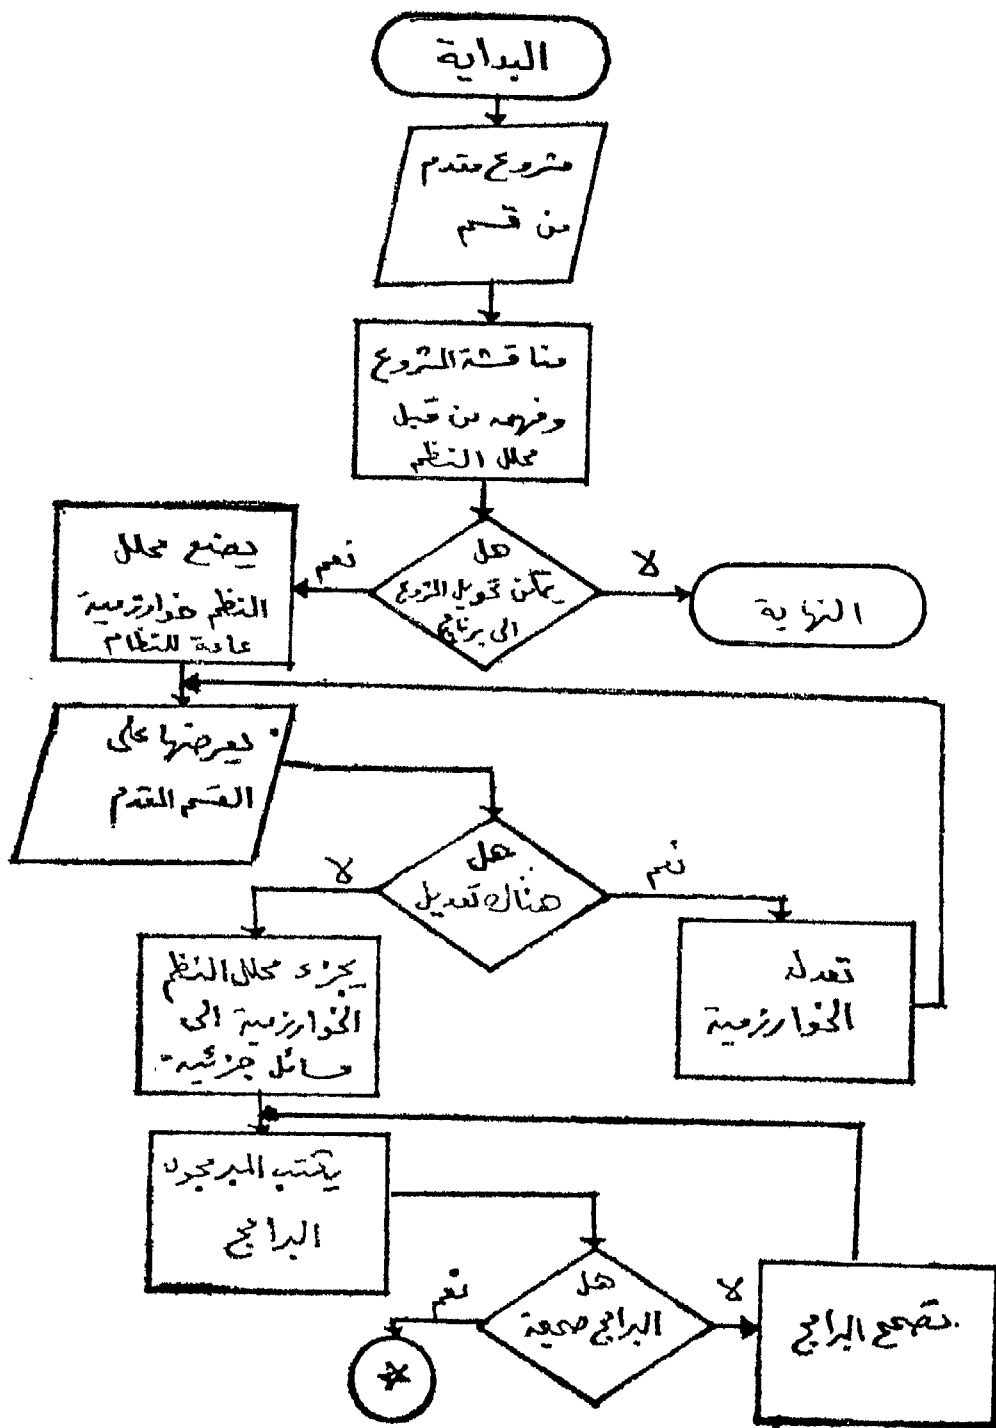 البداية
مشروع مقدم
من قسم
مناقشة المشروع
وفهمه من قبل
محلل النظم
هل
يمكن تحويل المشروع
الى برنامج
نعم
لا
النهاية
يضع محلل
النظم خوارزمية
عامة للنظام
يعرضها على
القسم المقدم
هل
هناك تعديل
لا
نعم
تعدل
الخوارزمية
يجزء محلل النظم
الخوارزمية الى
مسائل جزئية
يكتب المبرمجون
البرامج
هل
البرامج صحيحة
نعم
لا
تصحح البرامج
*